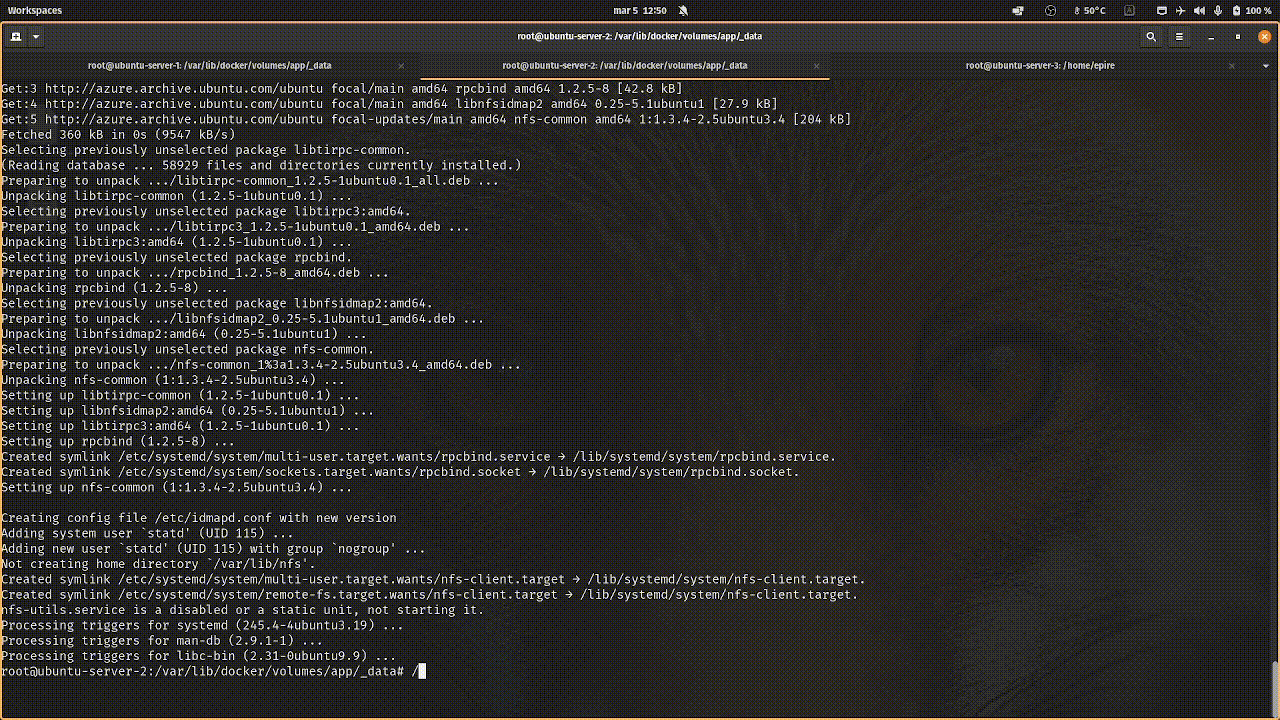 Workspaces
mar 5 12:50
50°C
A
100 %
root@ubuntu-server-2: /var/lib/docker/volumes/app/_data
root@ubuntu-server-1: /var/lib/docker/volumes/app/_data
root@ubuntu-server-2: /var/lib/docker/volumes/app/_data
root@ubuntu-server-3: /home/epire
Get:3 http://azure.archive.ubuntu.com/ubuntu focal/main amd64 rpcbind amd64 1.2.5-8 [42.8 kB]
Get:4 http://azure.archive.ubuntu.com/ubuntu focal/main amd64 libnfsidmap2 amd64 0.25-5.1ubuntu1 [27.9 kB]
Get:5 http://azure.archive.ubuntu.com/ubuntu focal-updates/main amd64 nfs-common amd64 1:1.3.4-2.5ubuntu3.4 [204 kB]
Fetched 360 kB in 0s (9547 kB/s)
Selecting previously unselected package libtirpc-common.
(Reading database ... 58929 files and directories currently installed.)
Preparing to unpack .../libtirpc-common_1.2.5-1ubuntu0.1_all.deb ...
Unpacking libtirpc-common (1.2.5-1ubuntu0.1) ...
Selecting previously unselected package libtirpc3:amd64.
Preparing to unpack .../libtirpc3_1.2.5-1ubuntu0.1_amd64.deb ...
Unpacking libtirpc3:amd64 (1.2.5-1ubuntu0.1) ...
Selecting previously unselected package rpcbind.
Preparing to unpack .../rpcbind_1.2.5-8_amd64.deb ...
Unpacking rpcbind (1.2.5-8) ...
Selecting previously unselected package libnfsidmap2:amd64.
Preparing to unpack .../libnfsidmap2_0.25-5.1ubuntu1_amd64.deb ...
Unpacking libnfsidmap2:amd64 (0.25-5.1ubuntu1) ...
Selecting previously unselected package nfs-common.
Preparing to unpack .../nfs-common_1%3a1.3.4-2.5ubuntu3.4_amd64.deb ...
Unpacking nfs-common (1:1.3.4-2.5ubuntu3.4) ...
Setting up libtirpc-common (1.2.5-1ubuntu0.1) ...
Setting up libnfsidmap2:amd64 (0.25-5.1ubuntu1) ...
Setting up libtirpc3:amd64 (1.2.5-1ubuntu0.1) ...
Setting up rpcbind (1.2.5-8) ...
Created symlink /etc/systemd/system/multi-user.target.wants/rpcbind.service → /lib/systemd/system/rpcbind.service.
Created symlink /etc/systemd/system/sockets.target.wants/rpcbind.socket → /lib/systemd/system/rpcbind.socket.
Setting up nfs-common (1:1.3.4-2.5ubuntu3.4) ...
Creating config file /etc/idmapd.conf with new version
Adding system user `statd' (UID 115) ...
Adding new user `statd' (UID 115) with group `nogroup' ...
Not creating home directory `/var/lib/nfs'.
Created symlink /etc/systemd/system/multi-user.target.wants/nfs-client.target → /lib/systemd/system/nfs-client.target.
Created symlink /etc/systemd/system/remote-fs.target.wants/nfs-client.target → /lib/systemd/system/nfs-client.target.
nfs-utils.service is a disabled or a static unit, not starting it.
Processing triggers for systemd (245.4-4ubuntu3.19) ...
Processing triggers for man-db (2.9.1-1) ...
Processing triggers for libc-bin (2.31-0ubuntu9.9) ...
root@ubuntu-server-2:/var/lib/docker/volumes/app/_data# /